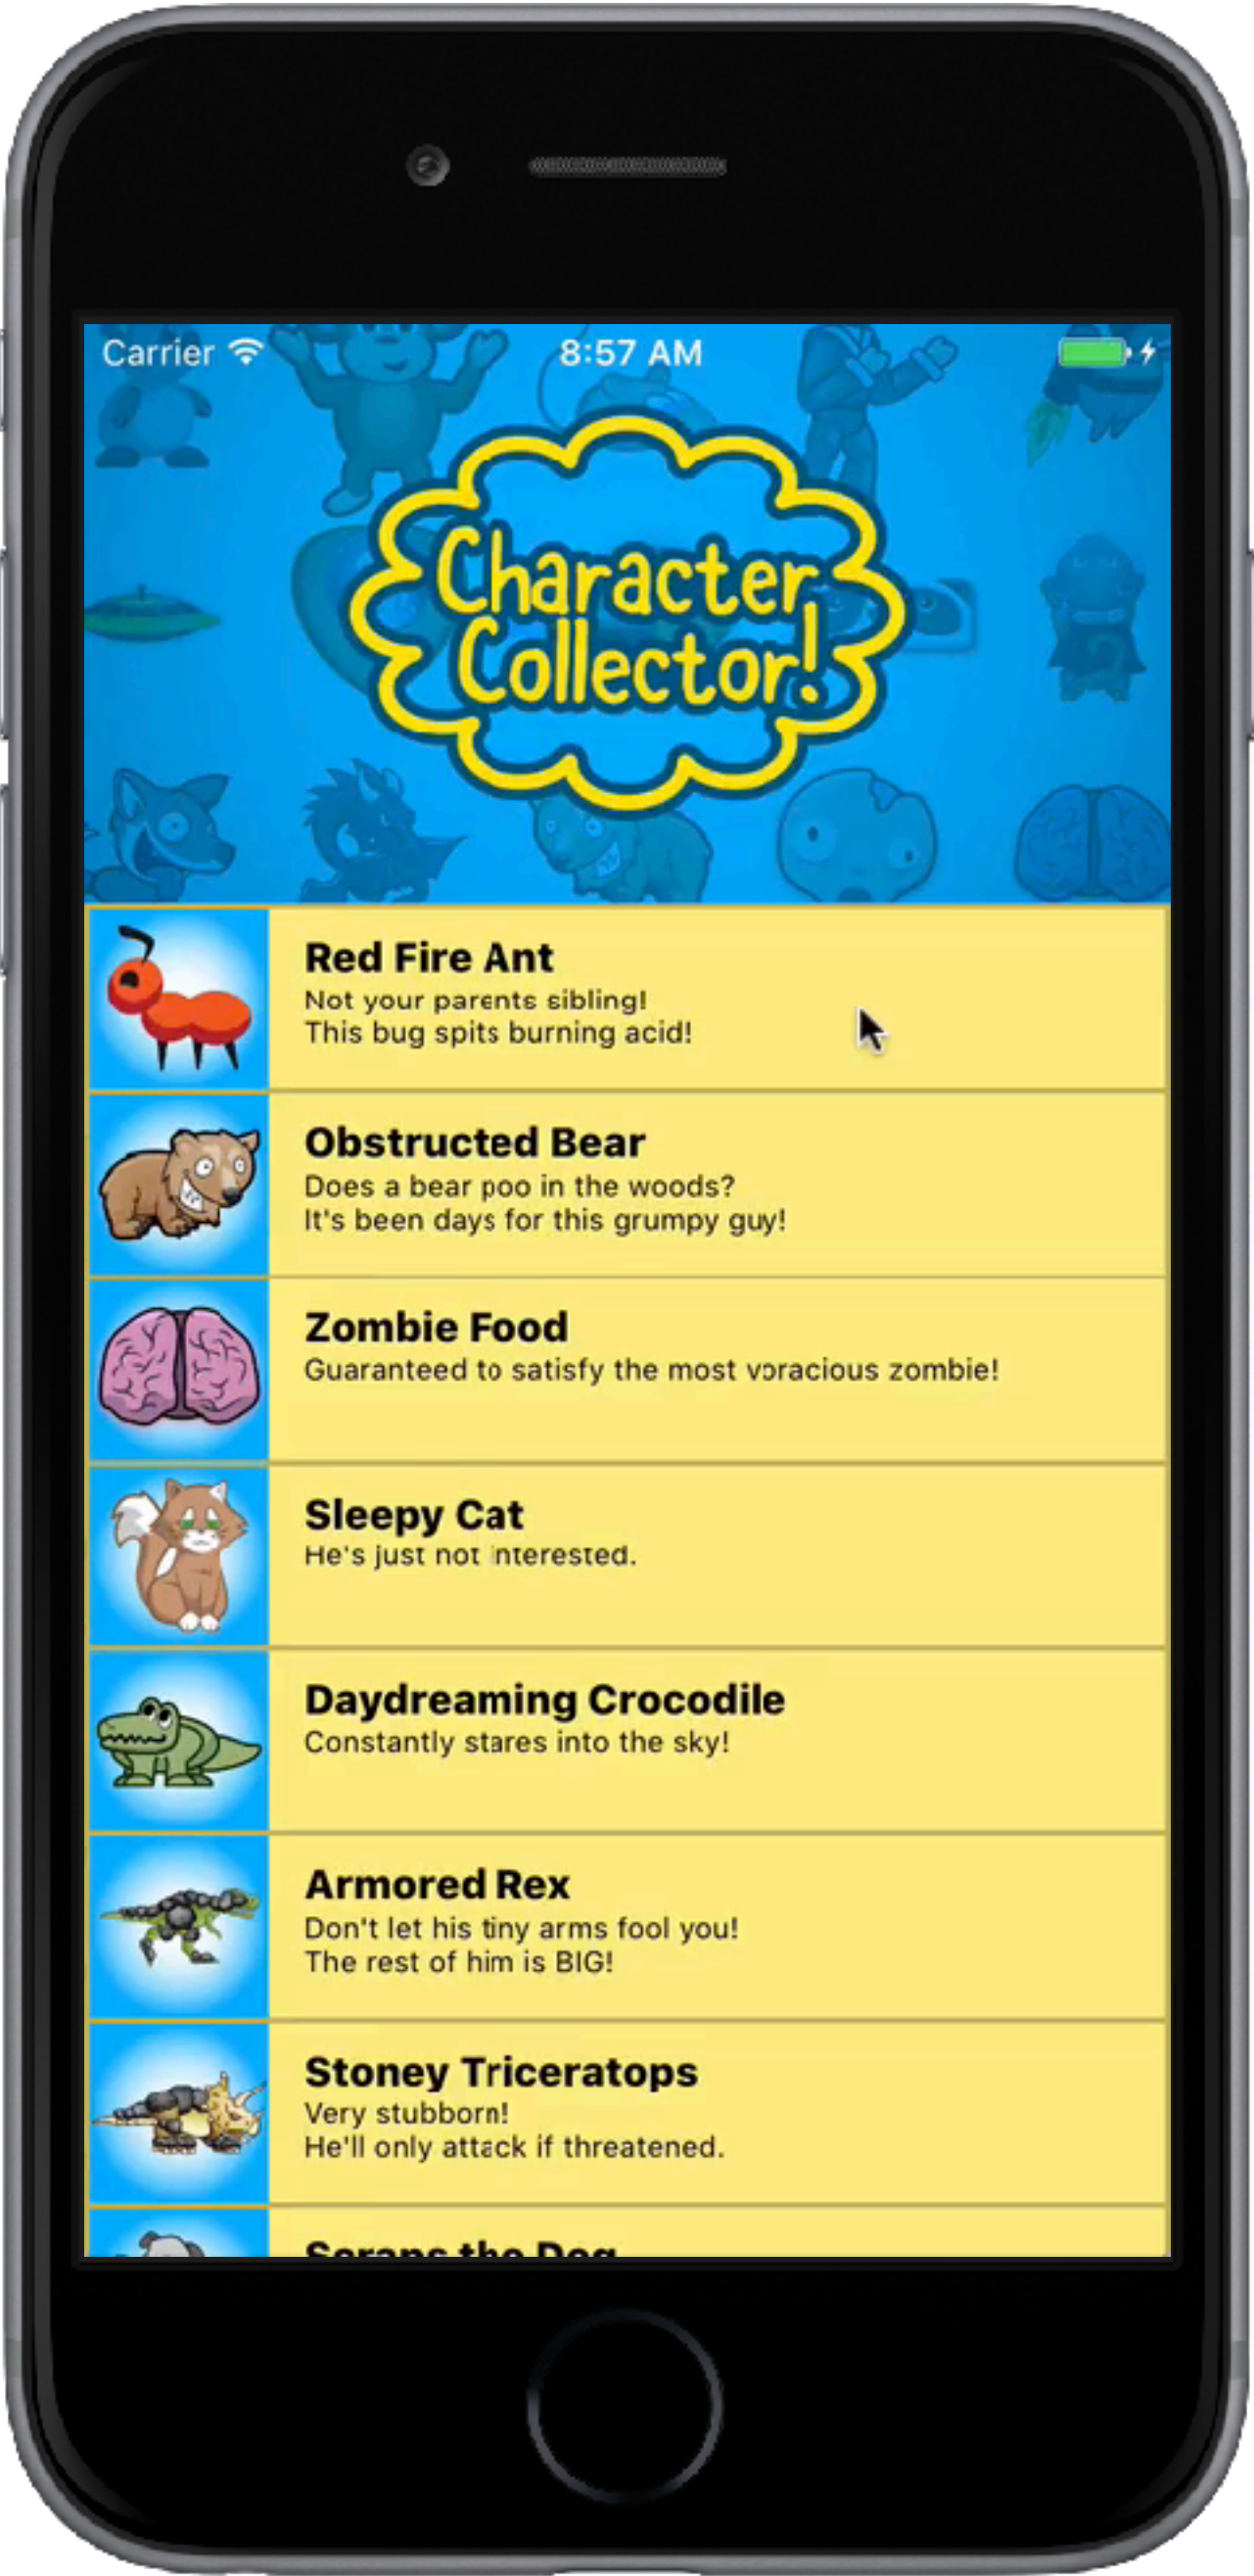 Carrier 8:57 AM
Character
Collector!
Red Fire Ant
Not your parents sibling!
This bug spits burning acid!
Obstructed Bear
Does a bear poo in the woods?
It's been days for this grumpy guy!
Zombie Food
Guaranteed to satisfy the most voracious zombie!
Sleepy Cat
He's just not interested.
Daydreaming Crocodile
Constantly stares into the sky!
Armored Rex
Don't let his tiny arms fool you!
The rest of him is BIG!
Stoney Triceratops
Very stubborn!
He'll only attack if threatened.
Scraps the Dog